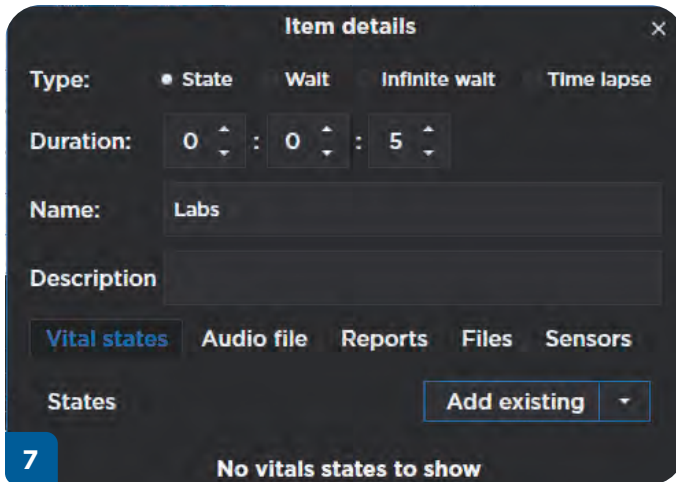 Item details ×
Type: State Wait Infinite wait Time lapse
Duration: 0 : 0 : 5
Name: Labs
Description
Vital states Audio file Reports Files Sensors
States Add existing
No vitals states to show
7